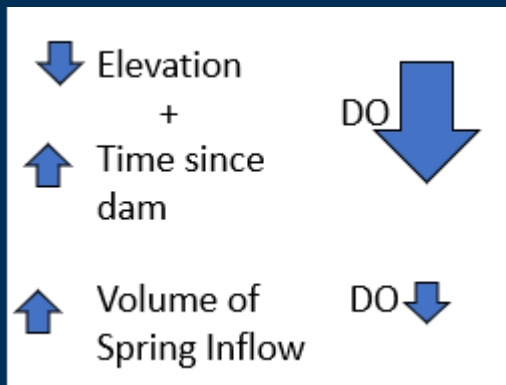 Elevation
+
DO
Time since
dam
Volume of
DO
Spring Inflow